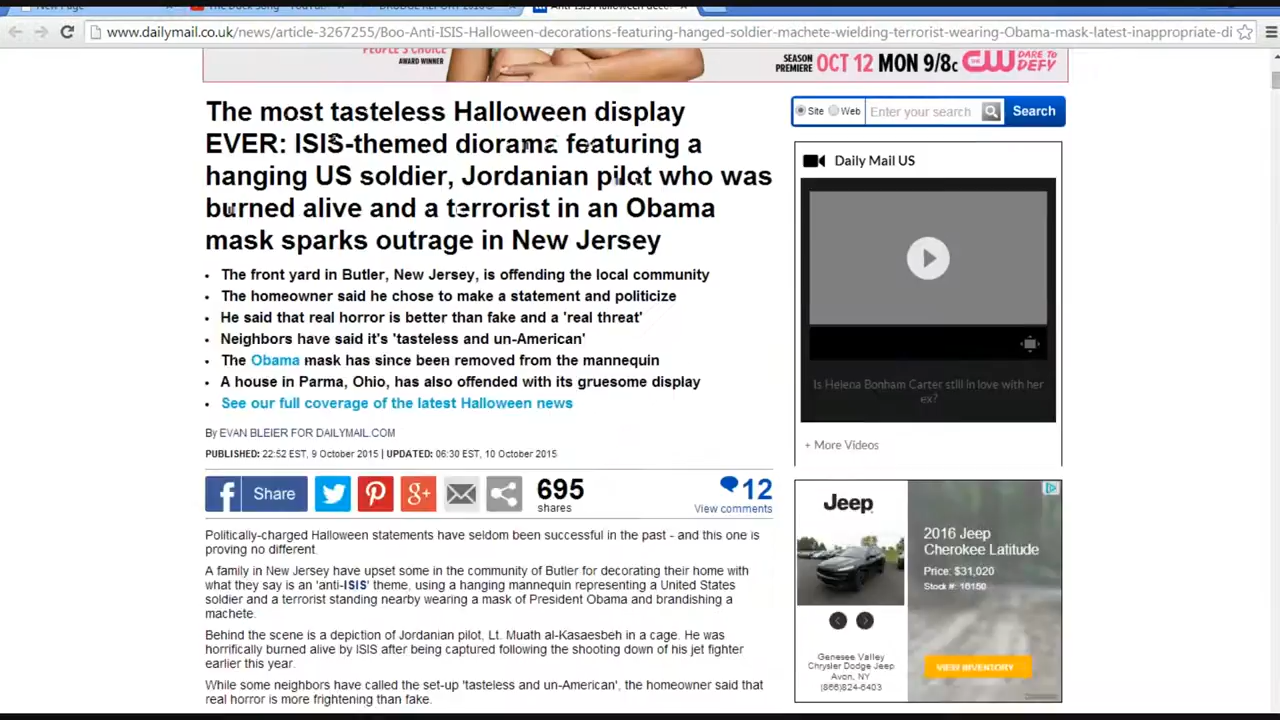 New Page
www.dailymail.co.uk/news/article-3267255/Boo-Anti-ISIS-Halloween-decorations-featuring-hanged-soldier-machete-wielding-terrorist-wearing-Obama-mask-latest-inappropriate-di
PEOPLE'S CHOICE
AWARD WINNER
SEASON
PREMIERE OCT 12 MON 9/8c CW DARE TO
DEFY
The most tasteless Halloween display
EVER: ISIS-themed diorama featuring a
hanging US soldier, Jordanian pilot who was
burned alive and a terrorist in an Obama
mask sparks outrage in New Jersey
• The front yard in Butler, New Jersey, is offending the local community
• The homeowner said he chose to make a statement and politicize
• He said that real horror is better than fake and a 'real threat'
• Neighbors have said it's 'tasteless and un-American'
• The Obama mask has since been removed from the mannequin
• A house in Parma, Ohio, has also offended with its gruesome display
• See our full coverage of the latest Halloween news
By EVAN BLEIER FOR DAILYMAIL.COM
PUBLISHED: 22:52 EST, 9 October 2015 | UPDATED: 06:30 EST, 10 October 2015
f Share
g+
695
shares
12
View comments
Politically-charged Halloween statements have seldom been successful in the past - and this one is
proving no different.
A family in New Jersey have upset some in the community of Butler for decorating their home with
what they say is an 'anti-ISIS' theme, using a hanging mannequin representing a United States
soldier and a terrorist standing nearby wearing a mask of President Obama and brandishing a
machete.
Behind the scene is a depiction of Jordanian pilot, Lt. Muath al-Kasaesbeh in a cage. He was
horrifically burned alive by ISIS after being captured following the shooting down of his jet fighter
earlier this year.
While some neighbors have called the set-up 'tasteless and un-American', the homeowner said that
real horror is more frightening than fake.
Site Web Enter your search Search
Daily Mail US
Is Helena Bonham Carter still in love with her
ex?
+ More Videos
Jeep
2016 Jeep
Cherokee Latitude
Price: $31,020
Stock #: 16150
Genesee Valley
Chrysler Dodge Jeep
Avon, NY
(866)824-6403
VIEW INVENTORY